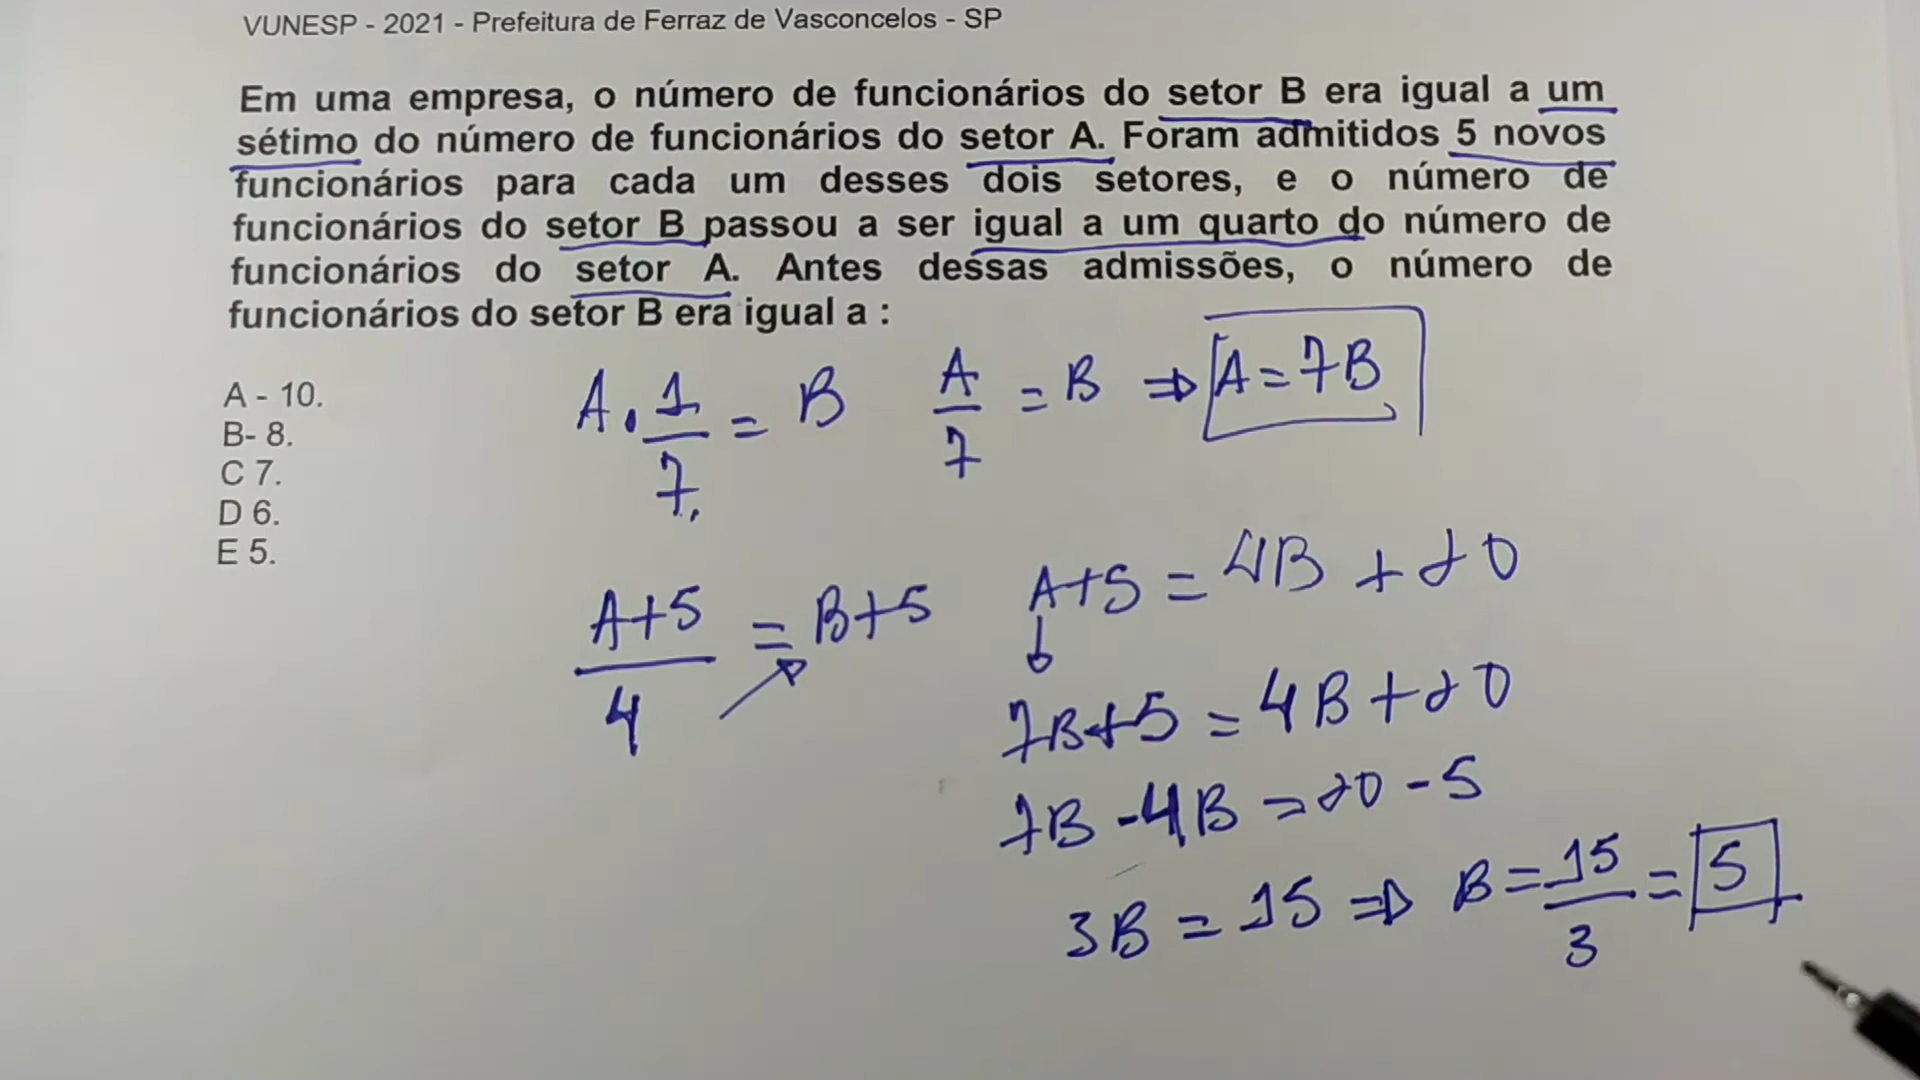 VUNESP - 2021 - Prefeitura de Ferraz de Vasconcelos - SP
Em uma empresa, o número de funcionários do setor B era igual a um
sétimo do número de funcionários do setor A. Foram admitidos 5 novos
funcionários para cada um desses dois setores, e o número de
funcionários do setor B passou a ser igual a um quarto do número de
funcionários do setor A. Antes dessas admissões, o número de
funcionários do setor B era igual a :
A - 10.
B- 8.
C 7.
D 6.
E 5.
A . 1/7 = B   A/7 = B ⇒ A = 7B
(A+5)/4 = B+5   A+5 = 4B + 20
7B+5 = 4B+20
7B - 4B = 20 - 5
3B = 15 ⇒ B = 15/3 = 5